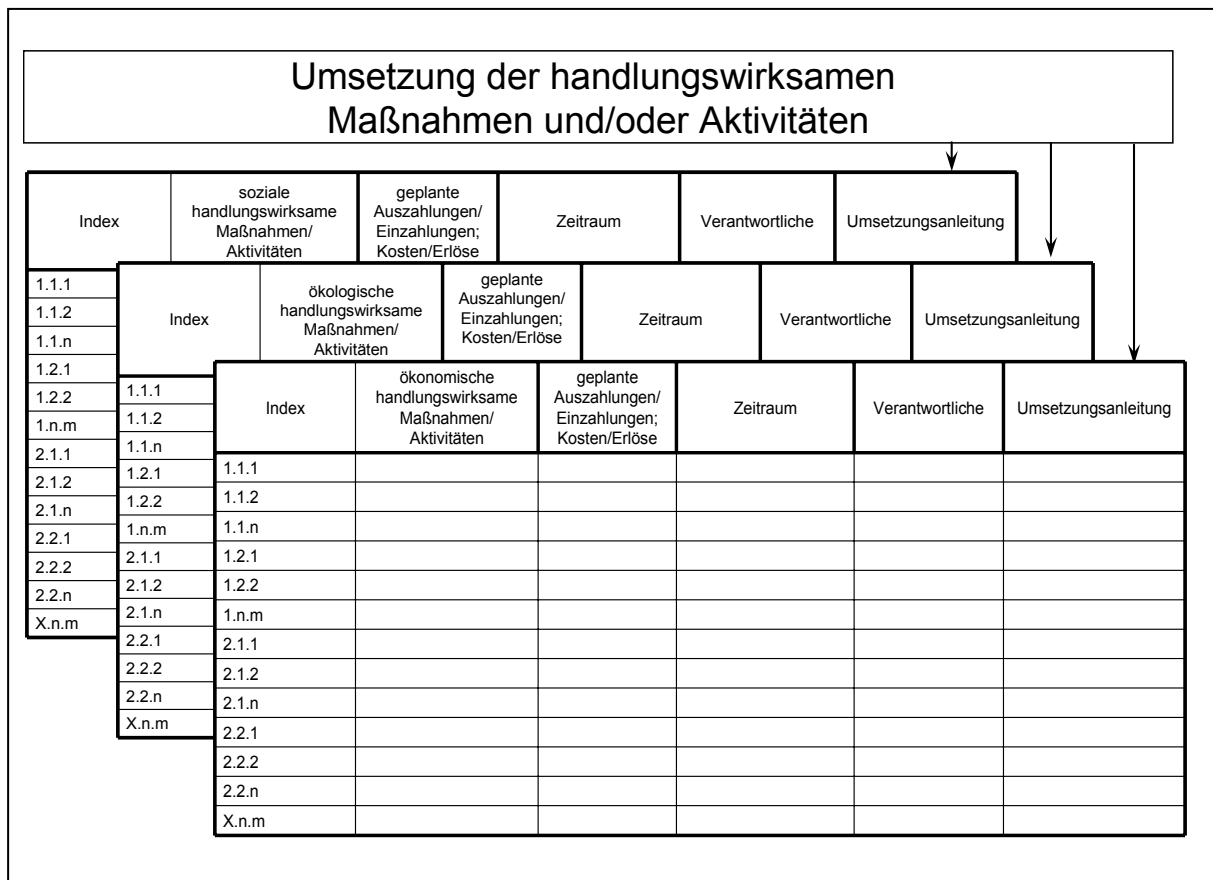 Umsetzung der handlungswirksamen
Maßnahmen und/oder Aktivitäten
Index
soziale
handlungswirksame
Maßnahmen/
Aktivitäten
geplante
Auszahlungen/
Einzahlungen;
Kosten/Erlöse
Zeitraum
Verantwortliche
Umsetzungsanleitung
1.1.1
1.1.2
1.1.n
1.2.1
1.2.2
1.n.m
2.1.1
2.1.2
2.1.n
2.2.1
2.2.2
2.2.n
X.n.m
Index
ökologische
handlungswirksame
Maßnahmen/
Aktivitäten
geplante
Auszahlungen/
Einzahlungen;
Kosten/Erlöse
Zeitraum
Verantwortliche
Umsetzungsanleitung
1.1.1
1.1.2
1.1.n
1.2.1
1.2.2
1.n.m
2.1.1
2.1.2
2.1.n
2.2.1
2.2.2
2.2.n
X.n.m
Index
ökonomische
handlungswirksame
Maßnahmen/
Aktivitäten
geplante
Auszahlungen/
Einzahlungen;
Kosten/Erlöse
Zeitraum
Verantwortliche
Umsetzungsanleitung
1.1.1
1.1.2
1.1.n
1.2.1
1.2.2
1.n.m
2.1.1
2.1.2
2.1.n
2.2.1
2.2.2
2.2.n
X.n.m